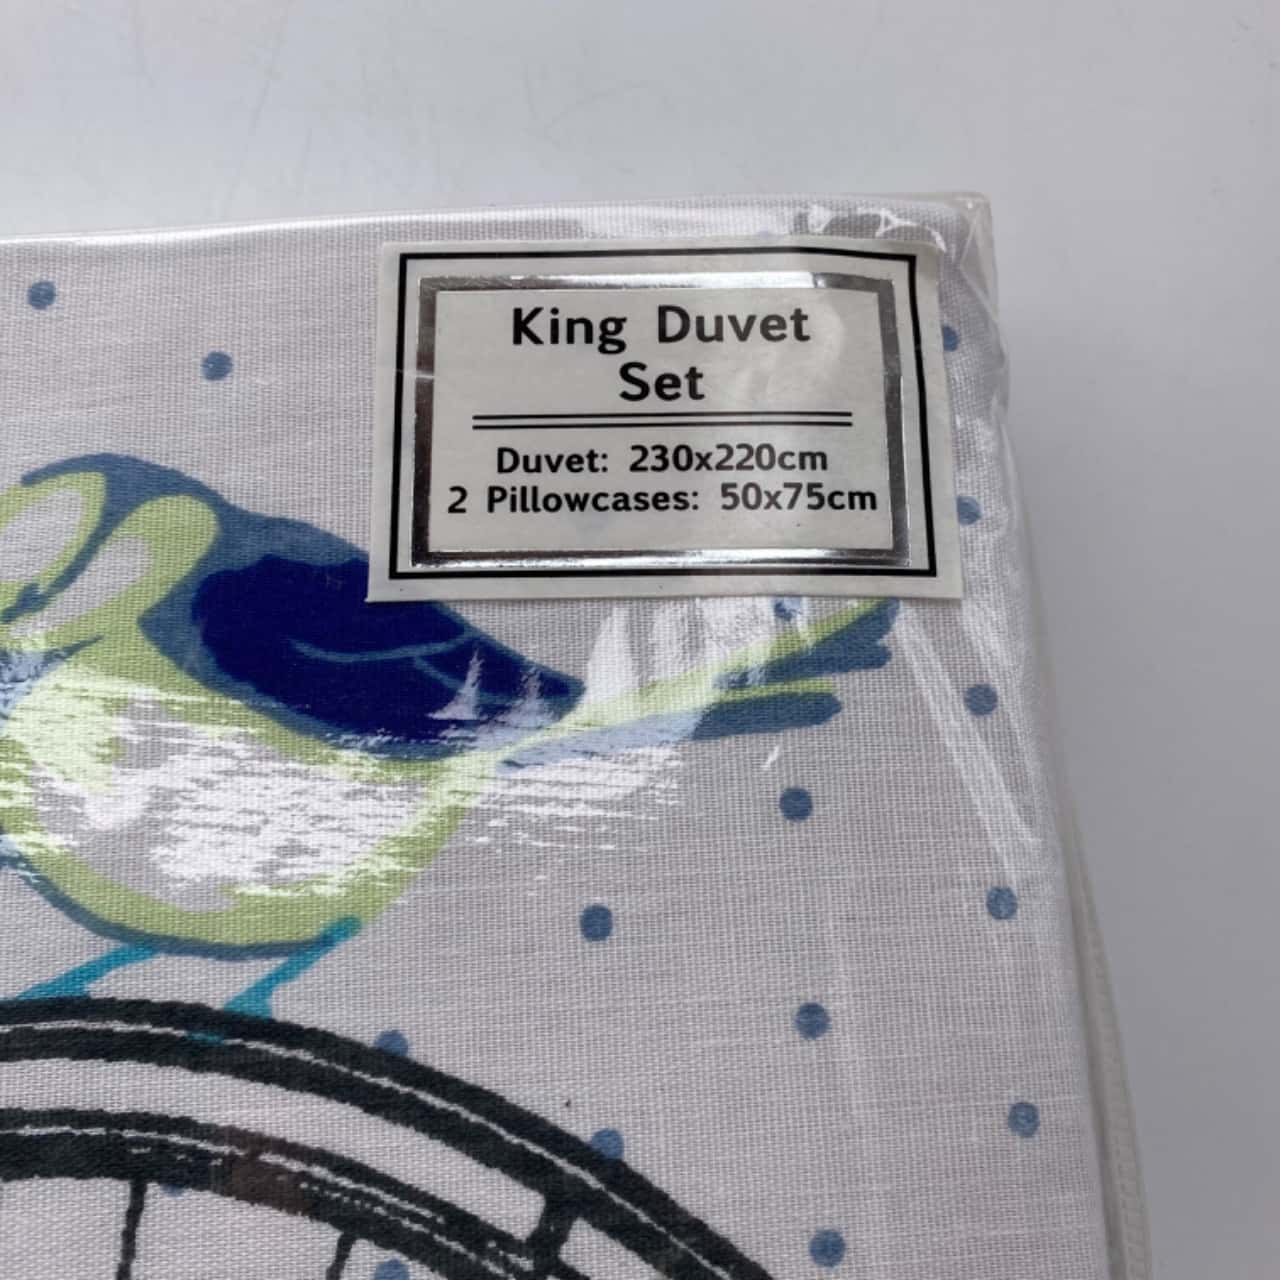 King Duvet
Set
Duvet: 230x220cm
2 Pillowcases: 50x75cm